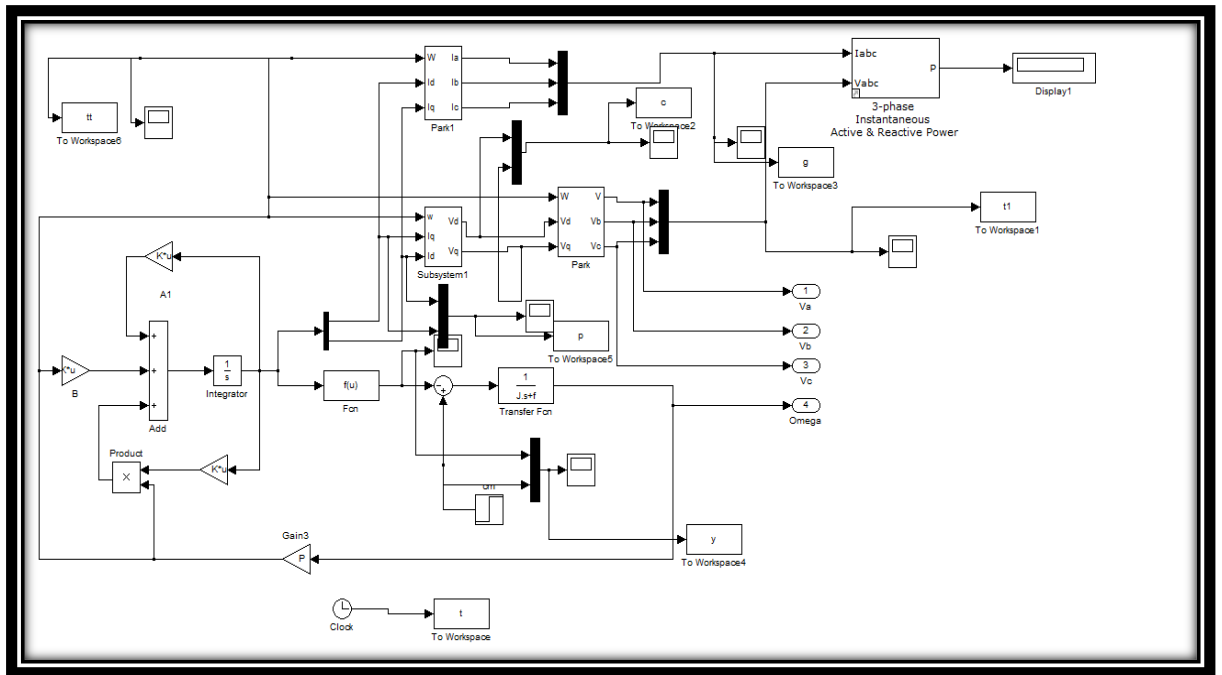 W
Id
Iq
Ia
Ib
Ic
Park1
tt
To Workspace6
c
To Workspace2
Iabc
Vabc
P
3-phase
Instantaneous
Active & Reactive Power
Display1
g
To Workspace3
W
Vd
Vq
V
Vb
Vc
Park
w
Iq
Id
Vd
Vq
Subsystem1
t1
To Workspace1
K*u
A1
1
Va
2
Vb
3
Vc
4
Omega
p
To Workspace5
K*u
B
+
+
+
Add
1
s
Integrator
f(u)
Fcn
-
+
1
J.s+f
Transfer Fcn
Product
×
K*u
cm
Gain3
P
y
To Workspace4
Clock
t
To Workspace